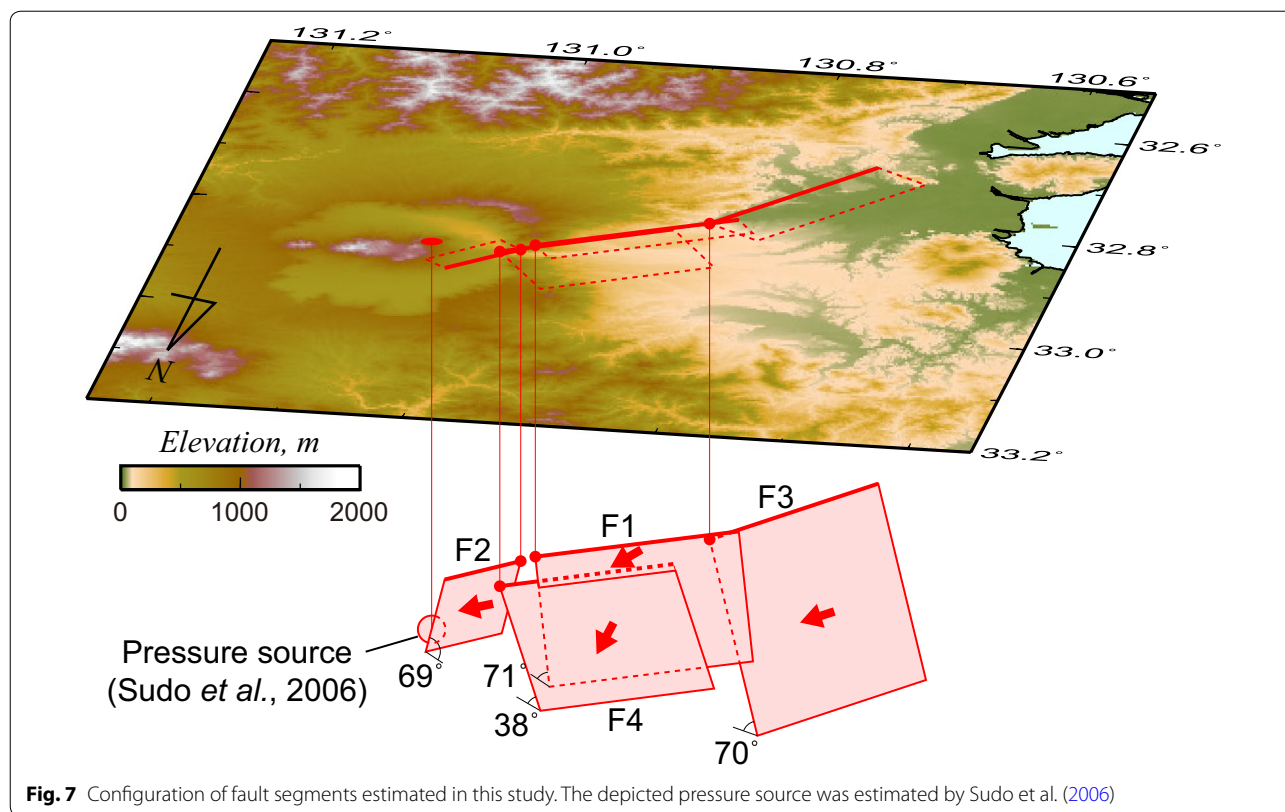 131.2°
131.0°
130.8°
130.6°
32.6°
32.8°
33.0°
33.2°
N
Elevation, m
0 1000 2000
F3
F1
F2
Pressure source
(Sudo et al., 2006)
69°
71°
38°
F4
70°
Fig. 7 Configuration of fault segments estimated in this study. The depicted pressure source was estimated by Sudo et al. (2006)